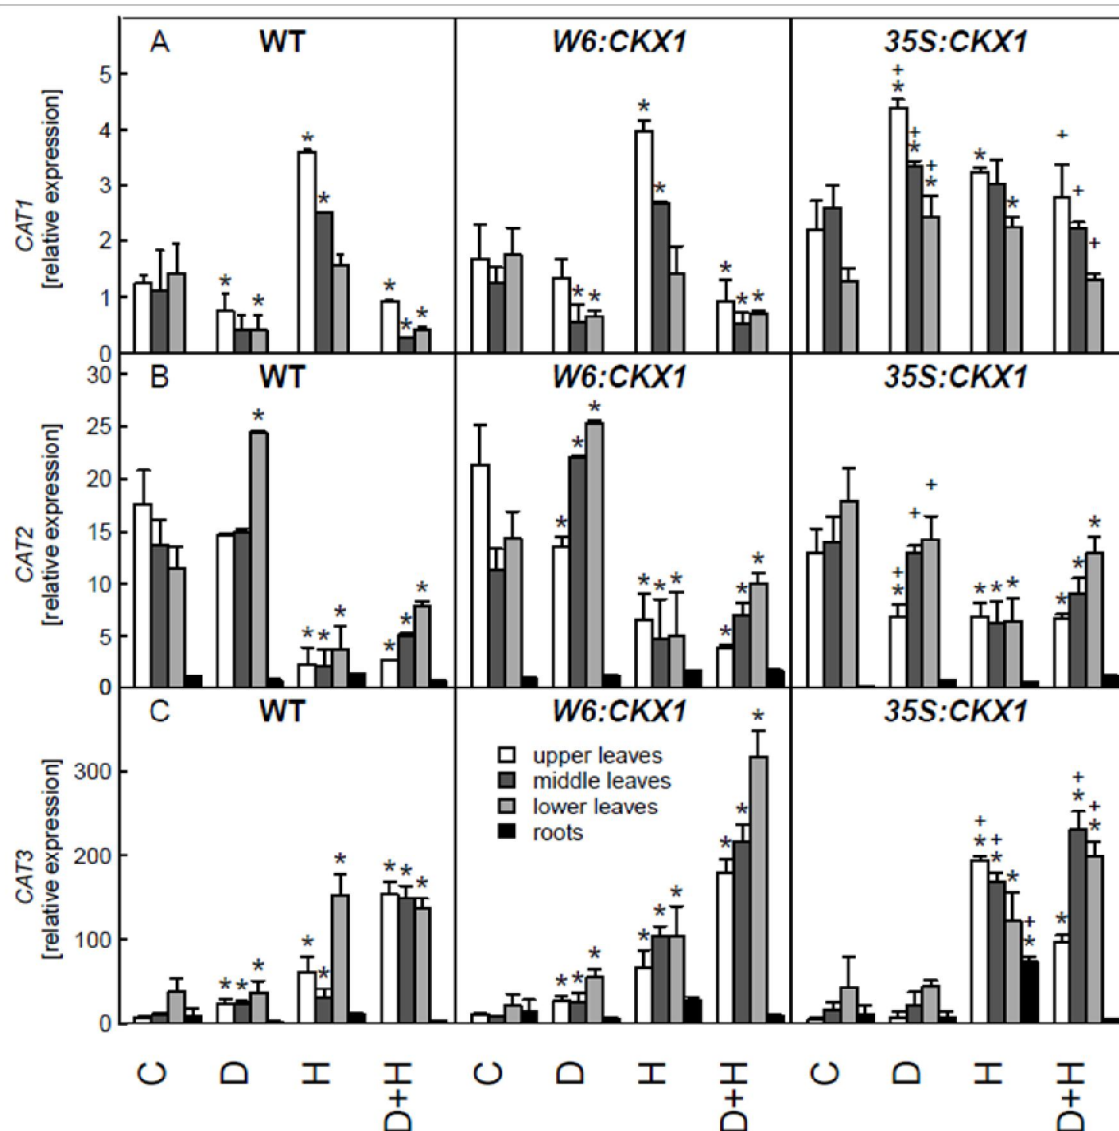 A WT W6:CKX1 35S:CKX1
CAT1
[relative expression]
5
4
3
2
1
0
* * * * * * *
* * * * * * *
+ * + * + * * * + + +
B WT W6:CKX1 35S:CKX1
CAT2
[relative expression]
30
25
20
15
10
5
0
* * * * * * *
* * * * * * * * *
+ * + + * * * * * *
C WT W6:CKX1 35S:CKX1
CAT3
[relative expression]
300
200
100
0
upper leaves
middle leaves
lower leaves
roots
* * * * * * * * *
* * * * * * * * *
+ * + * * + * * + * + *
C D H D+H C D H D+H C D H D+H